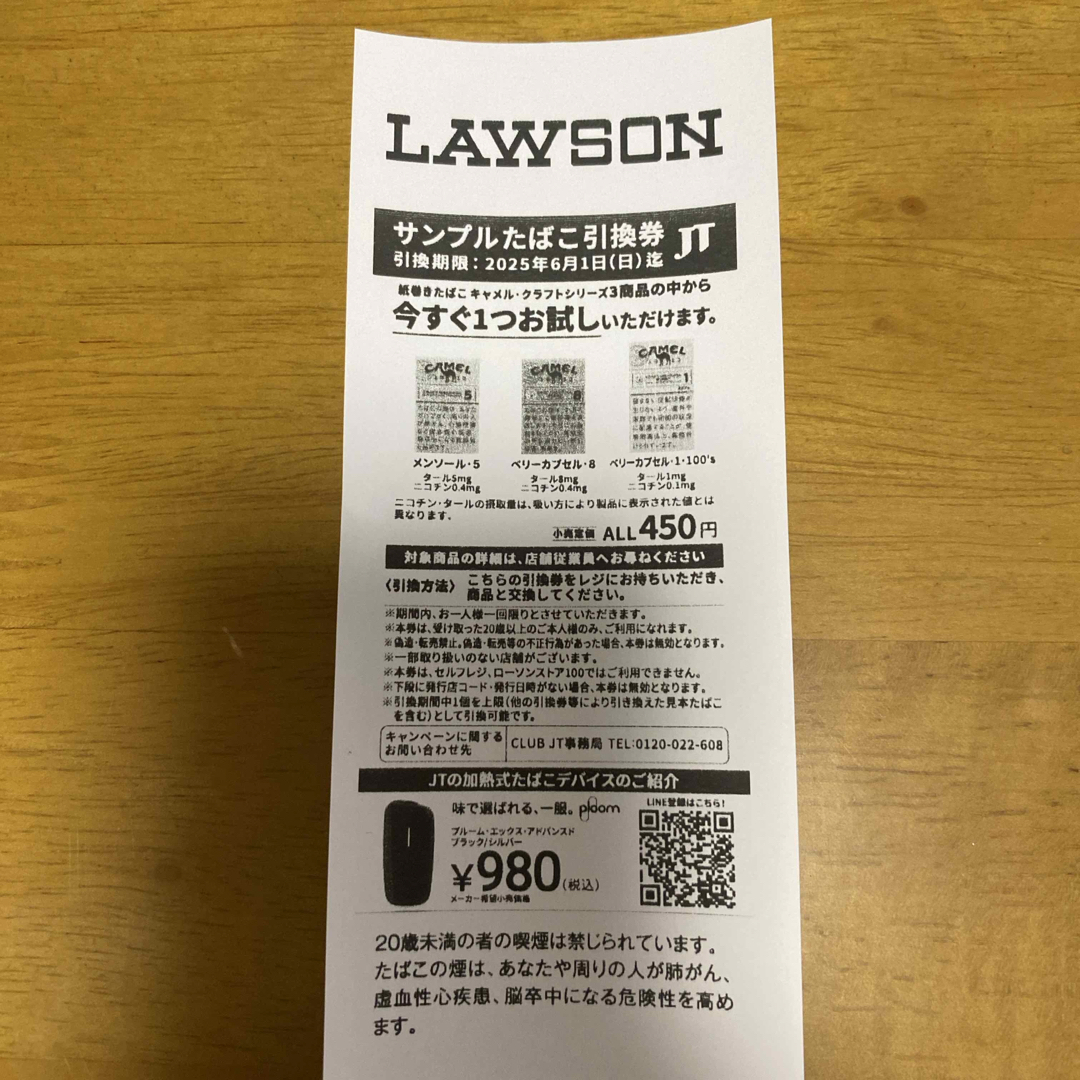 LAWSON
サンプルたばこ引換券 JT
引換期限：2025年6月1日(日)迄
紙巻きたばこ キャメル・クラフトシリーズ3商品の中から
今すぐ1つお試しいただけます。
CAMEL CAMEL CAMEL
5 8 1
メンソール・5 ベリーカプセル・8 ベリーカプセル・1・100's
タール5mg タール8mg タール1mg
ニコチン0.4mg ニコチン0.4mg ニコチン0.1mg
ニコチン・タールの摂取量は、吸い方により製品に表示された値とは
異なります。
小売定価 ALL450円
対象商品の詳細は、店舗従業員へお尋ねください
〈引換方法〉 こちらの引換券をレジにお持ちいただき、
商品と交換してください。
※期間内、お一人様一回限りとさせていただきます。
※本券は、受け取った20歳以上のご本人様のみ、ご利用になれます。
※偽造・転売禁止。偽造・転売等の不正行為があった場合、本券は無効となります。
※一部取り扱いのない店舗がございます。
※本券は、セルフレジ、ローソンストア100ではご利用できません。
※下段に発行店コード・発行日時がない場合、本券は無効となります。
※引換期間中1個を上限(他の引換券等により引き換えた見本たばこ
を含む)として引換可能です。
キャンペーンに関する
お問い合わせ先 CLUB JT事務局 TEL:0120-022-608
JTの加熱式たばこデバイスのご紹介
味で選ばれる、一服。ploom
LINE登録はこちら!
プルーム・エックス・アドバンスド
ブラック/シルバー
¥980(税込)
メーカー希望小売価格
20歳未満の者の喫煙は禁じられています。
たばこの煙は、あなたや周りの人が肺がん、
虚血性心疾患、脳卒中になる危険性を高め
ます。